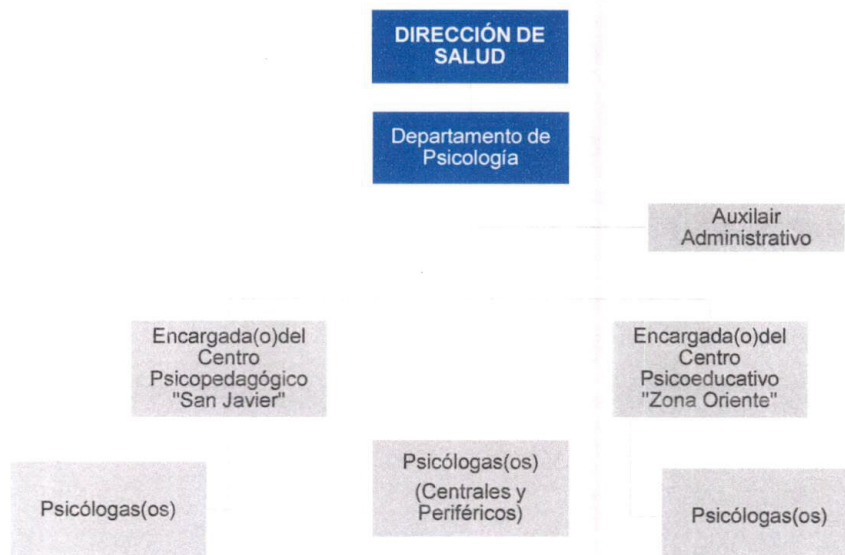 DIRECCIÓN DE
SALUD
Departamento de
Psicología
Auxilair
Administrativo
Encargada(o)del
Centro
Psicopedagógico
"San Javier"
Encargada(o)del
Centro
Psicoeducativo
"Zona Oriente"
Psicólogas(os)
Psicólogas(os)
(Centrales y
Periféricos)
Psicólogas(os)